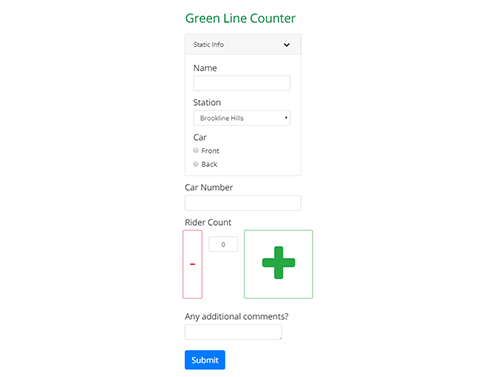 Green Line Counter
Static Info
Name
Station
Brookline Hills
Car
Front
Back
Car Number
Rider Count
- 0 +
Any additional comments?
Submit